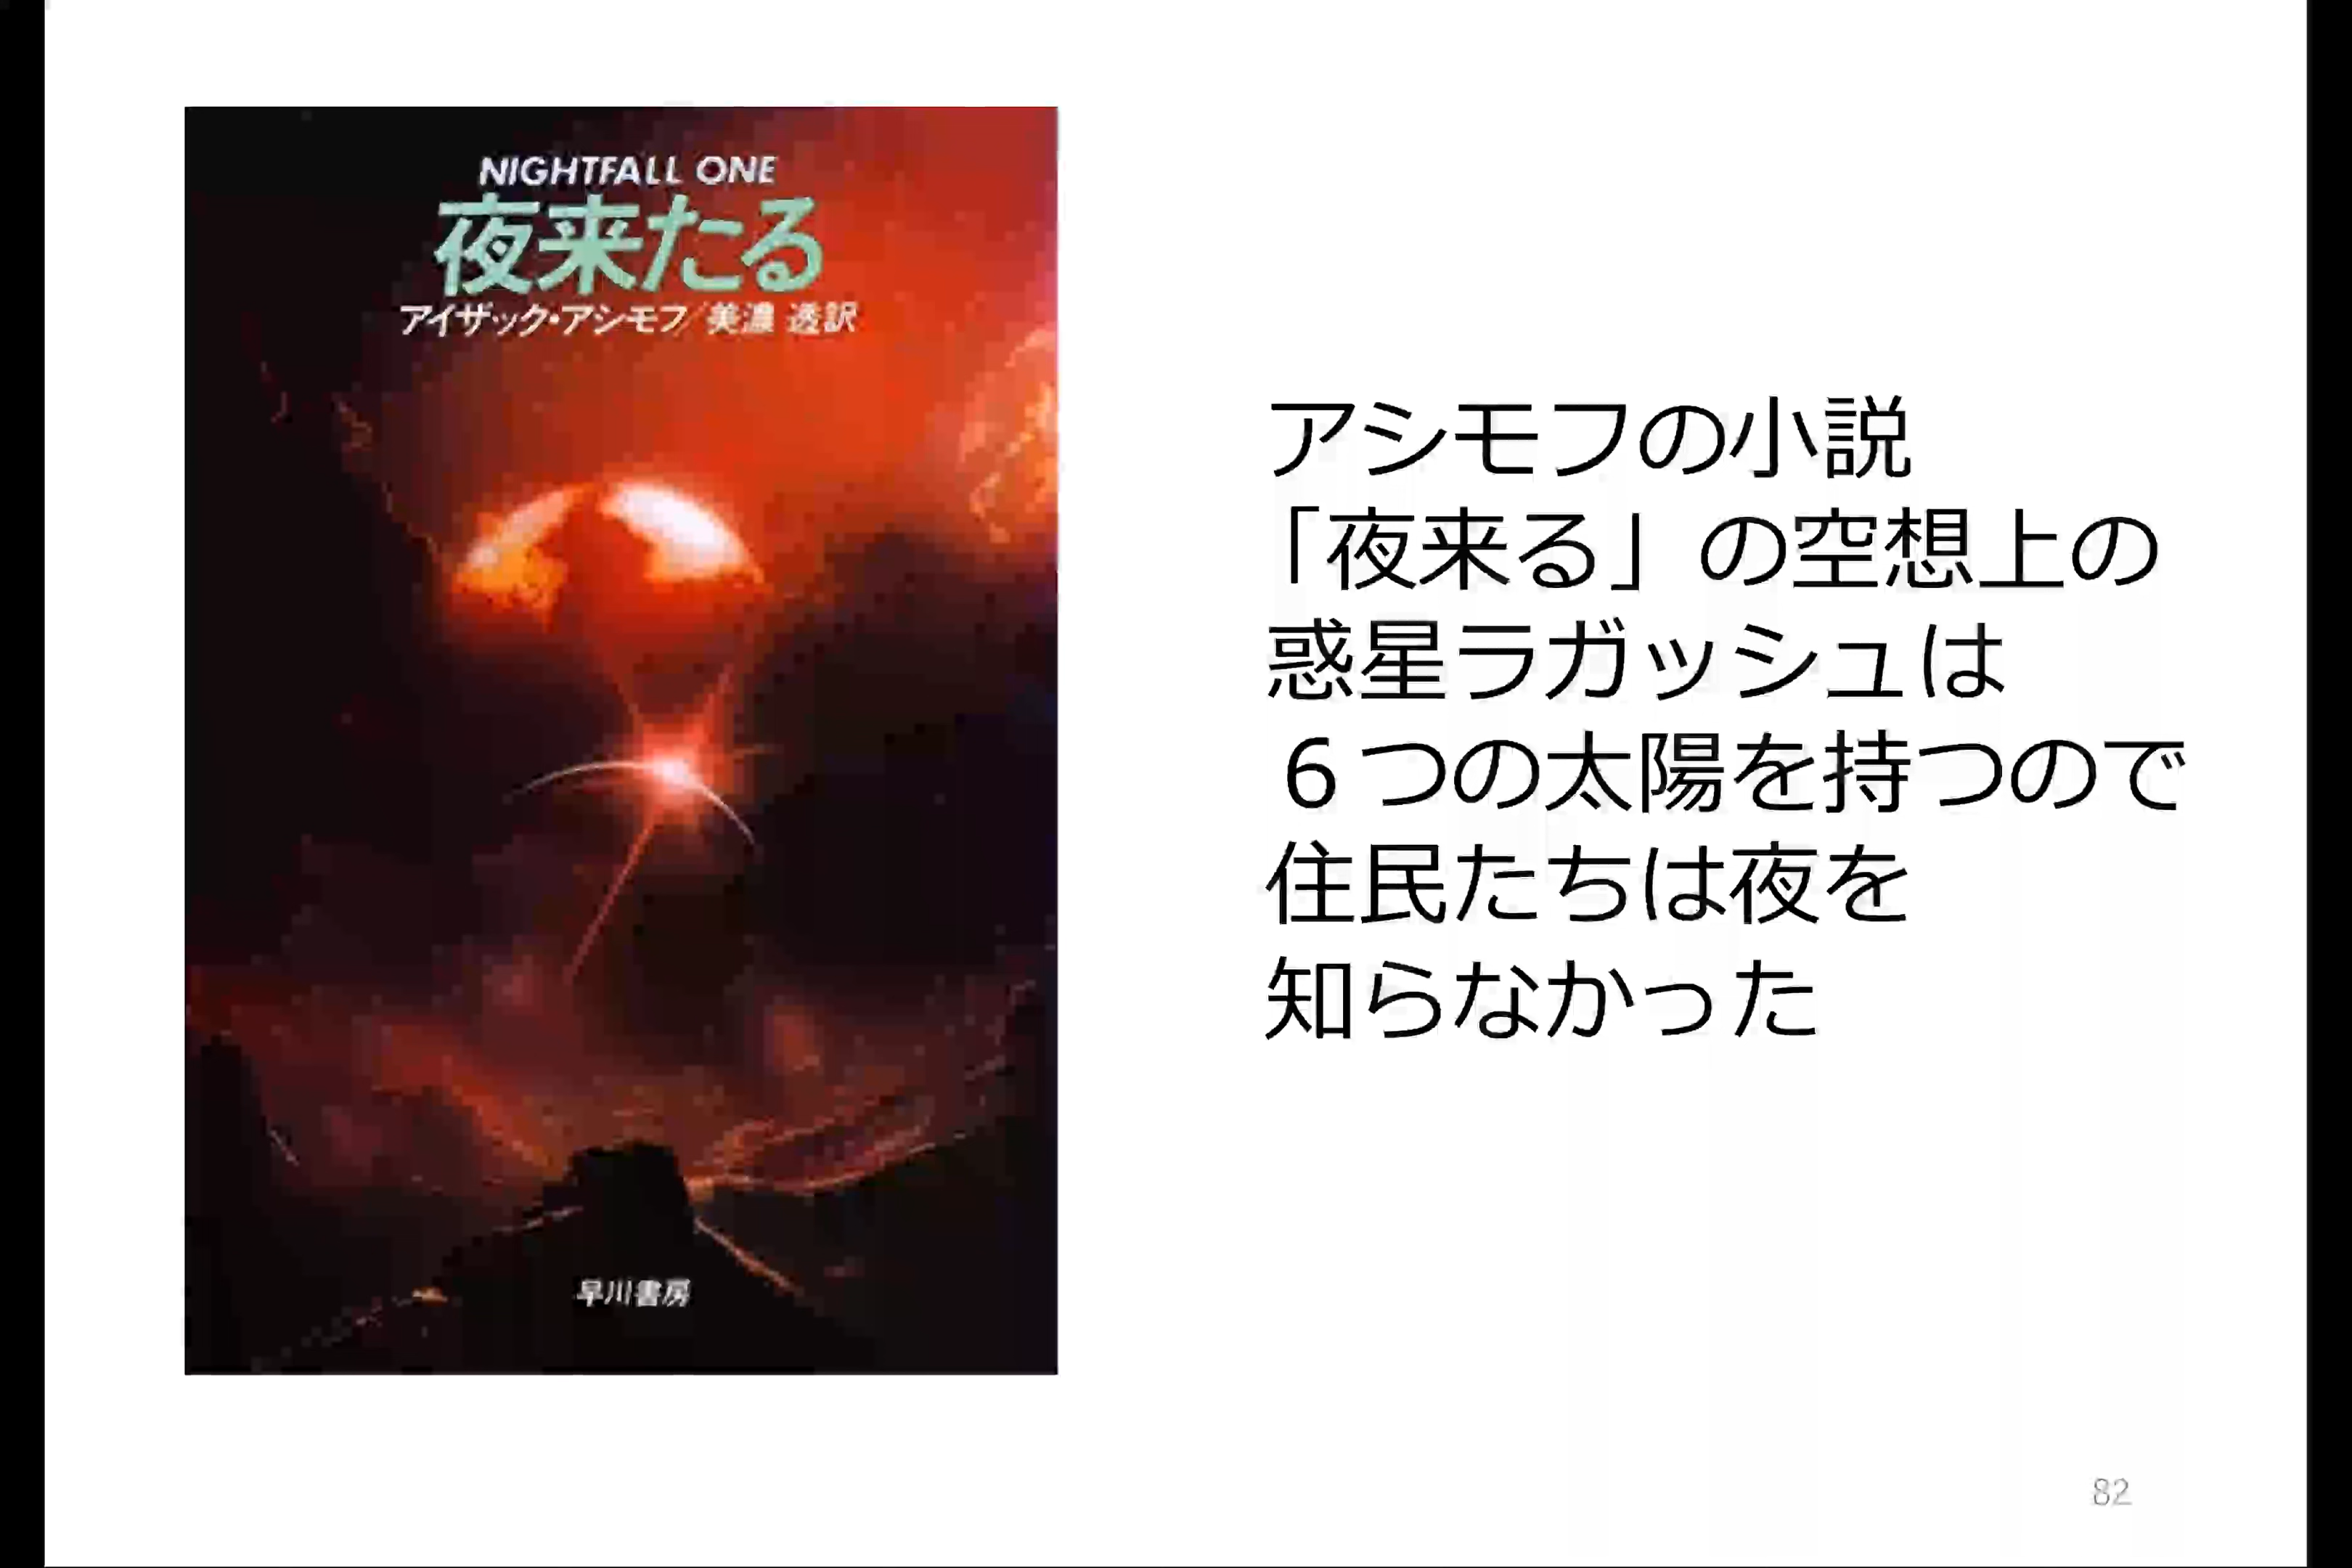 NIGHTFALL ONE
夜来たる
アイザック・アシモフ/美濃 透訳
早川書房
アシモフの小説
「夜来る」の空想上の
惑星ラガッシュは
６つの太陽を持つので
住民たちは夜を
知らなかった
82